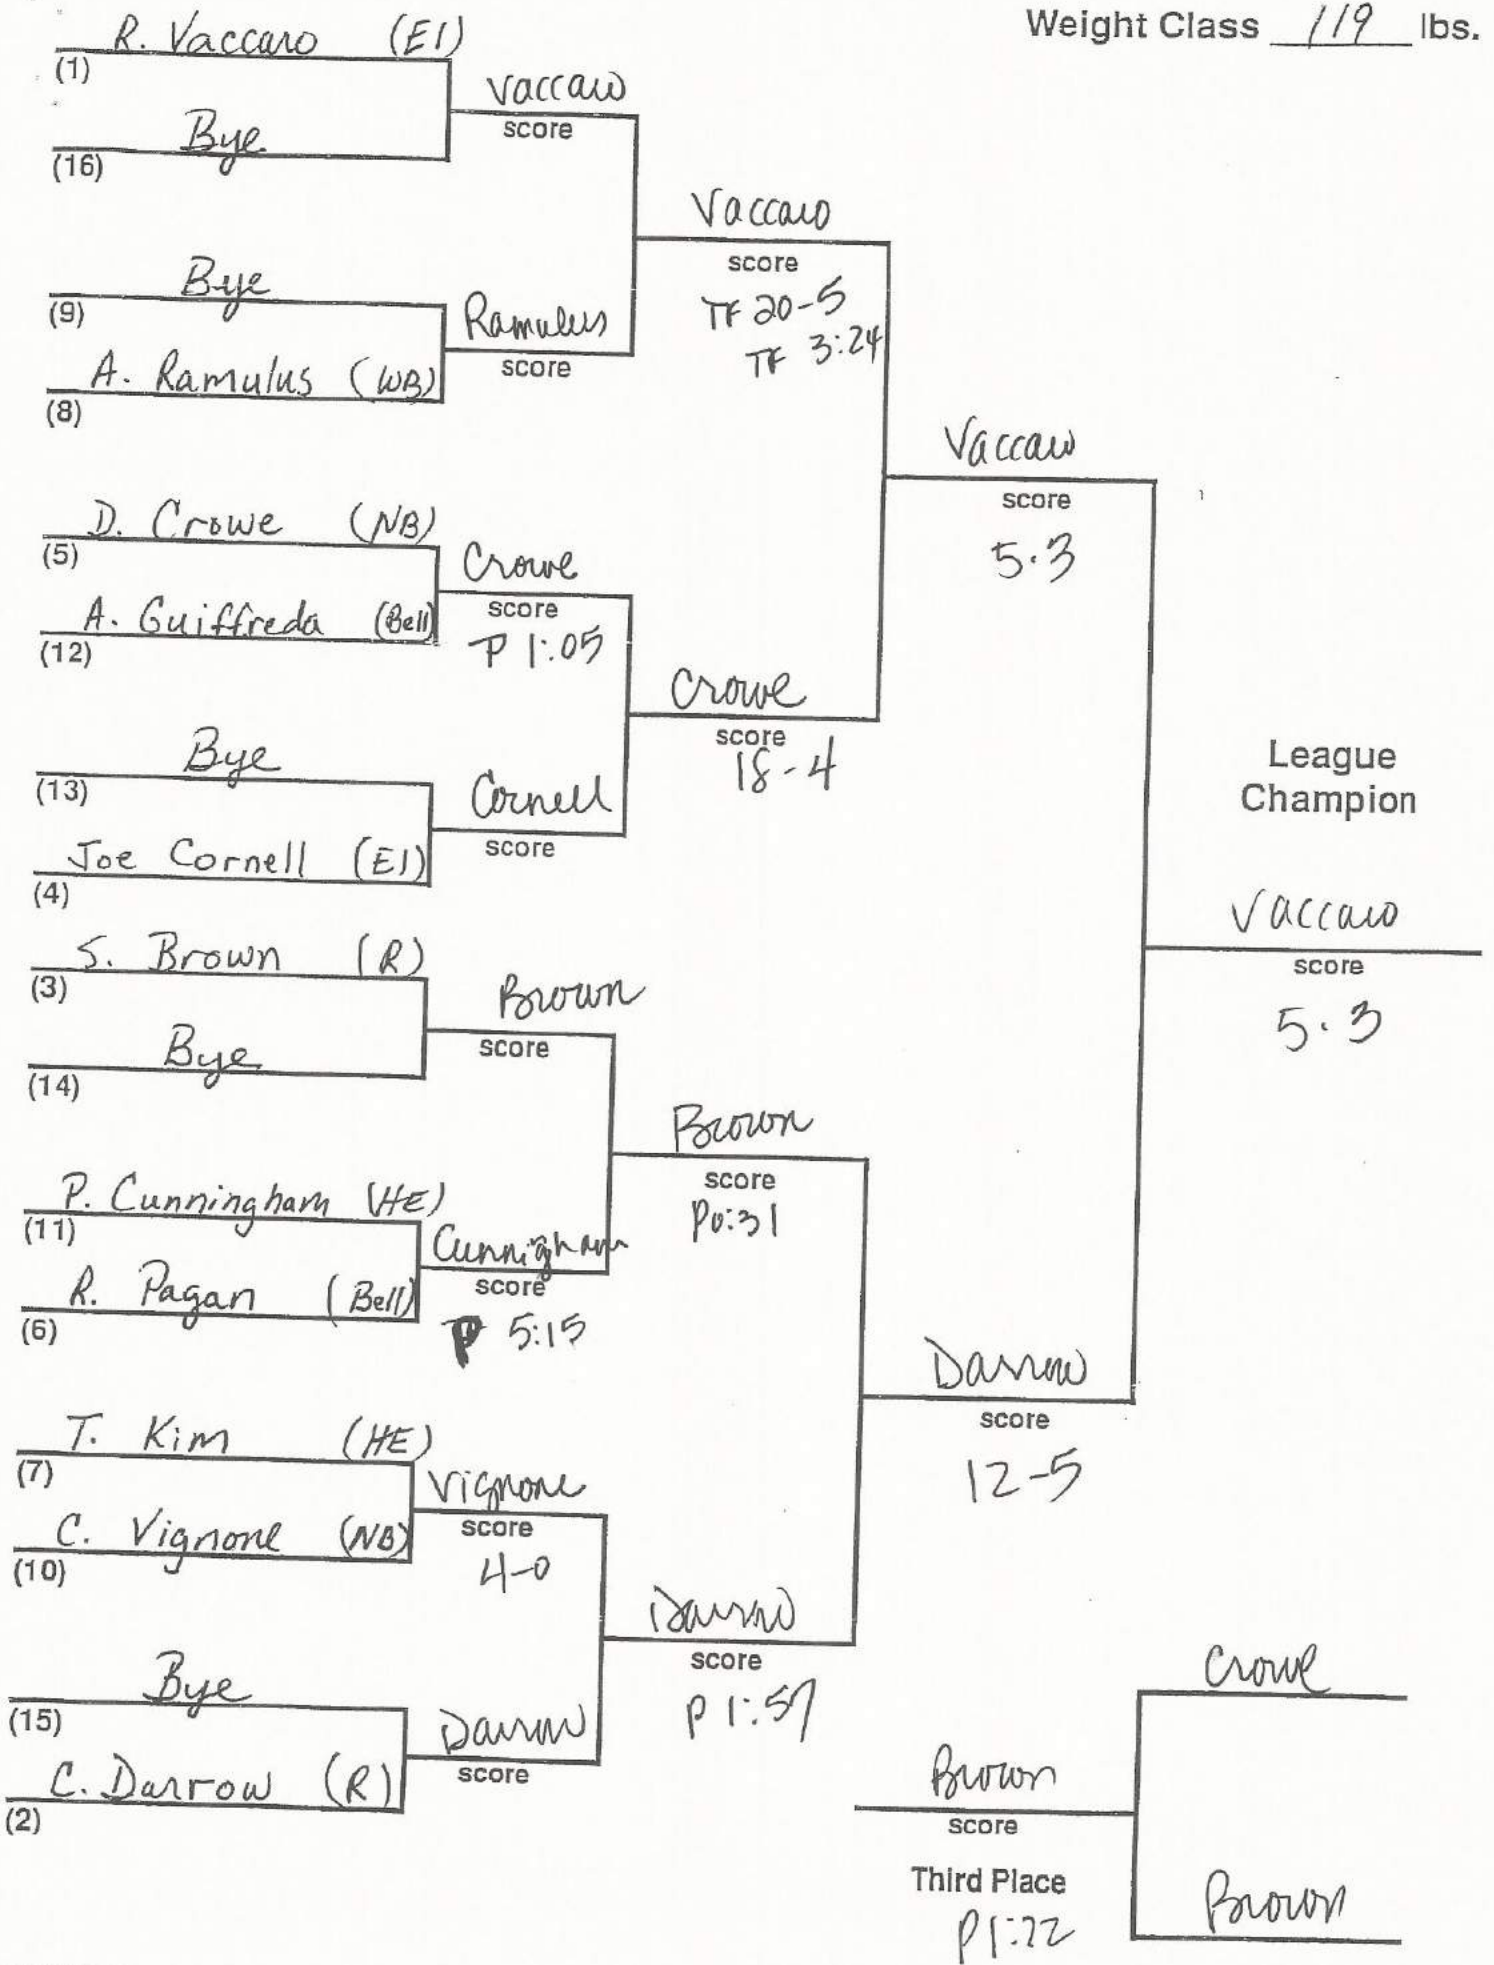 Weight Class 119 lbs.
R. Vaccaro (EI)
(1)
Vaccaro
score
Bye
(16)
Vaccaro
score
TF 20-5
TF 3:24
Bye
(9)
Ramulus
score
A. Ramulus (WB)
(8)
Vaccaro
score
5.3
D. Crowe (NB)
(5)
Crowe
score
P 1:05
A. Guiffreda (Bell)
(12)
Crowe
score
18-4
Bye
(13)
Cornell
score
Joe Cornell (EI)
(4)
League
Champion
Vaccaro
score
5.3
S. Brown (R)
(3)
Brown
score
Bye
(14)
Brown
score
P0:31
P. Cunningham (HE)
(11)
Cunnigham
score
P 5:15
R. Pagan (Bell)
(6)
Darrow
score
12-5
T. Kim (HE)
(7)
Vignone
score
4-0
C. Vignone (NB)
(10)
Darrow
score
P 1:57
Bye
(15)
Darrow
score
C. Darrow (R)
(2)
Crowe
Brown
score
Third Place
P1:22
Brown